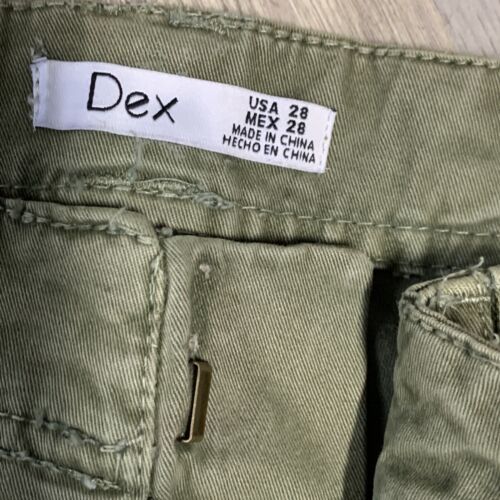 Dex
USA 28
MEX 28
MADE IN CHINA
HECHO EN CHINA